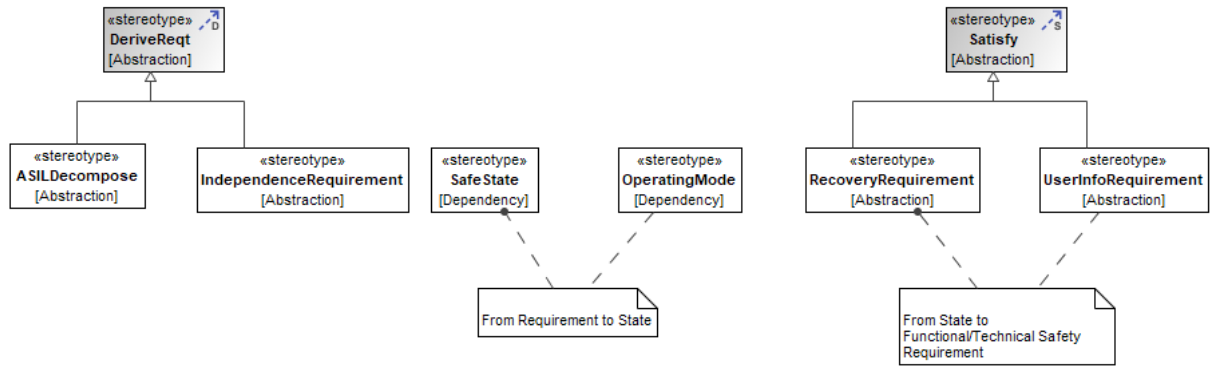 «stereotype»
D
DeriveReqt
[Abstraction]
«stereotype»
S
Satisfy
[Abstraction]
«stereotype»
ASILDecompose
[Abstraction]
«stereotype»
IndependenceRequirement
[Abstraction]
«stereotype»
SafeState
[Dependency]
«stereotype»
OperatingMode
[Dependency]
«stereotype»
RecoveryRequirement
[Abstraction]
«stereotype»
UserInfoRequirement
[Abstraction]
From Requirement to State
From State to
Functional/Technical Safety
Requirement